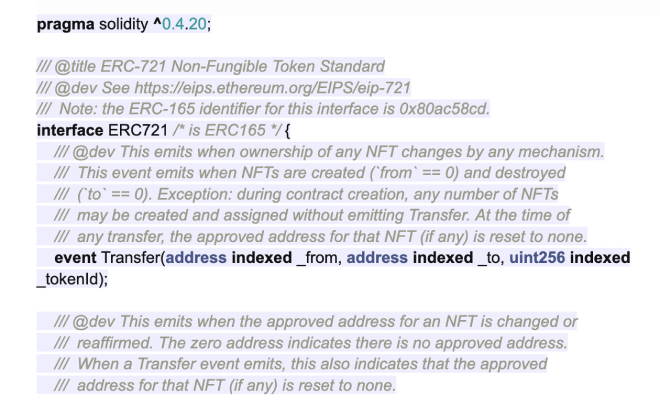 pragma solidity ^0.4.20;
/// @title ERC-721 Non-Fungible Token Standard
/// @dev See https://eips.ethereum.org/EIPS/eip-721
/// Note: the ERC-165 identifier for this interface is 0x80ac58cd.
interface ERC721 /* is ERC165 */ {
/// @dev This emits when ownership of any NFT changes by any mechanism.
/// This event emits when NFTs are created (`from` == 0) and destroyed
/// (`to` == 0). Exception: during contract creation, any number of NFTs
/// may be created and assigned without emitting Transfer. At the time of
/// any transfer, the approved address for that NFT (if any) is reset to none.
event Transfer(address indexed _from, address indexed _to, uint256 indexed
_tokenId);
/// @dev This emits when the approved address for an NFT is changed or
/// reaffirmed. The zero address indicates there is no approved address.
/// When a Transfer event emits, this also indicates that the approved
/// address for that NFT (if any) is reset to none.